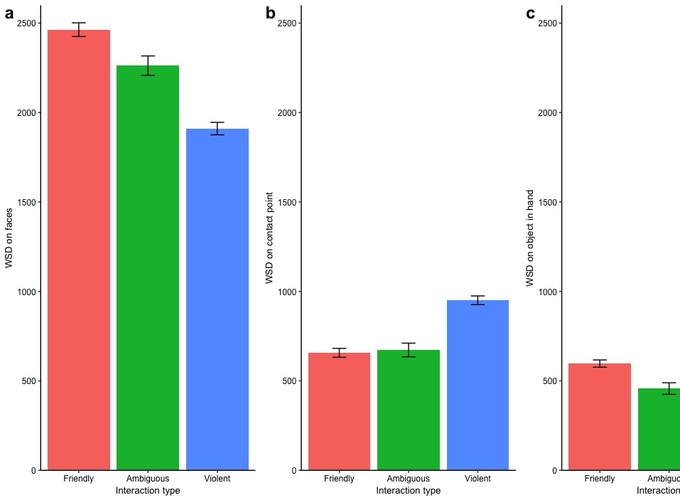 a
2500
2000
1500
1000
500
0
WSD on faces
Friendly Ambiguous Violent
Interaction type
b
2500
2000
1500
1000
500
0
WSD on contact point
Friendly Ambiguous Violent
Interaction type
c
2500
2000
1500
1000
500
0
WSD on object in hand
Friendly Ambiguou
Interaction